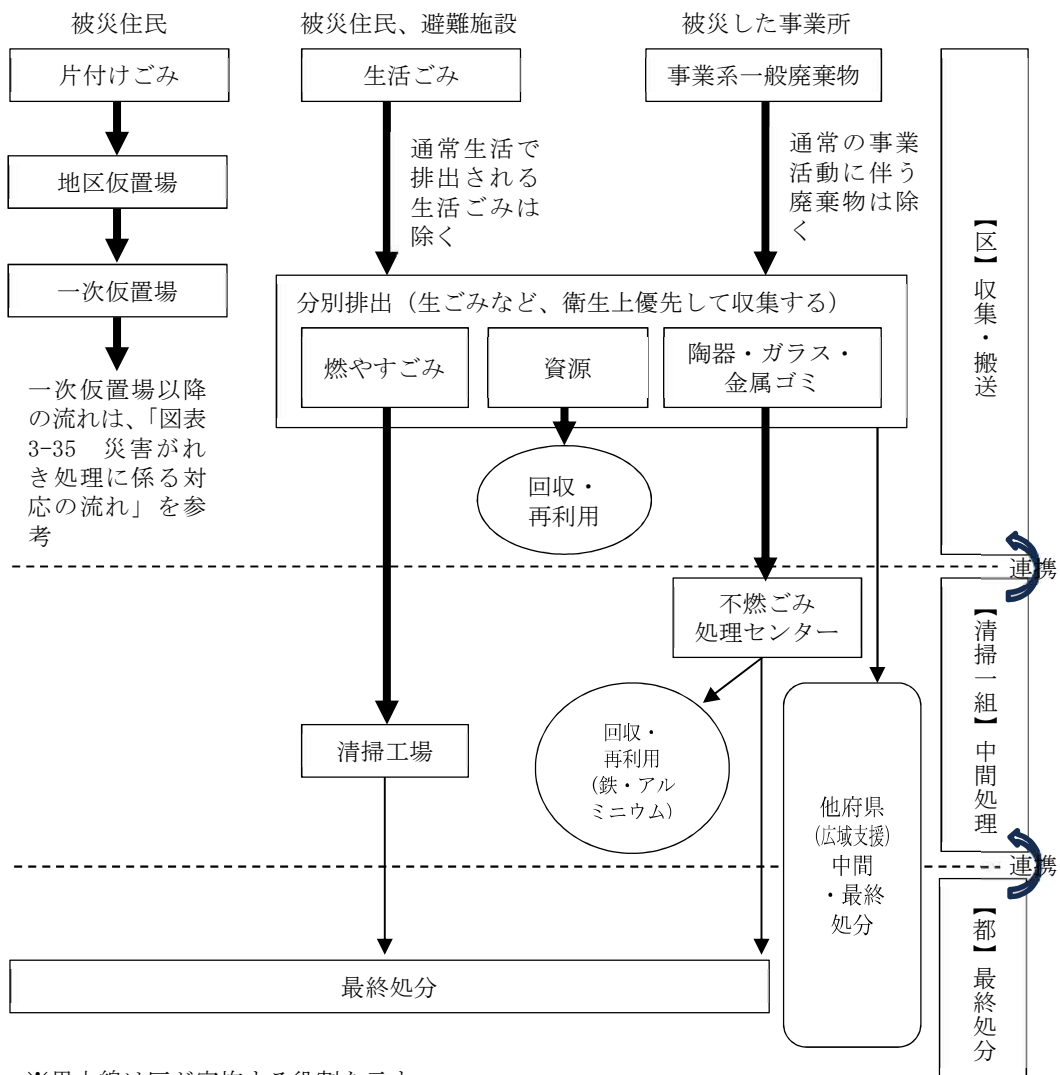 被災住民
被災住民、避難施設
被災した事業所
片付けごみ
生活ごみ
事業系一般廃棄物
通常生活で
排出される
生活ごみは
除く
通常の事業
活動に伴う
廃棄物は除
く
地区仮置場
一次仮置場
一次仮置場以降
の流れは、「図表
3-35 災害がれ
き処理に係る対
応の流れ」を参
考
分別排出（生ごみなど、衛生上優先して収集する）
燃やすごみ
資源
陶器・ガラス・
金属ゴミ
回収・
再利用
【区】収集・搬送
連携
不燃ごみ
処理センター
回収・
再利用
(鉄・アル
ミニウム)
清掃工場
他府県
(広域支援)
中間
・最終
処分
【清掃一組】中間処理
連携
最終処分
【都】最終処分